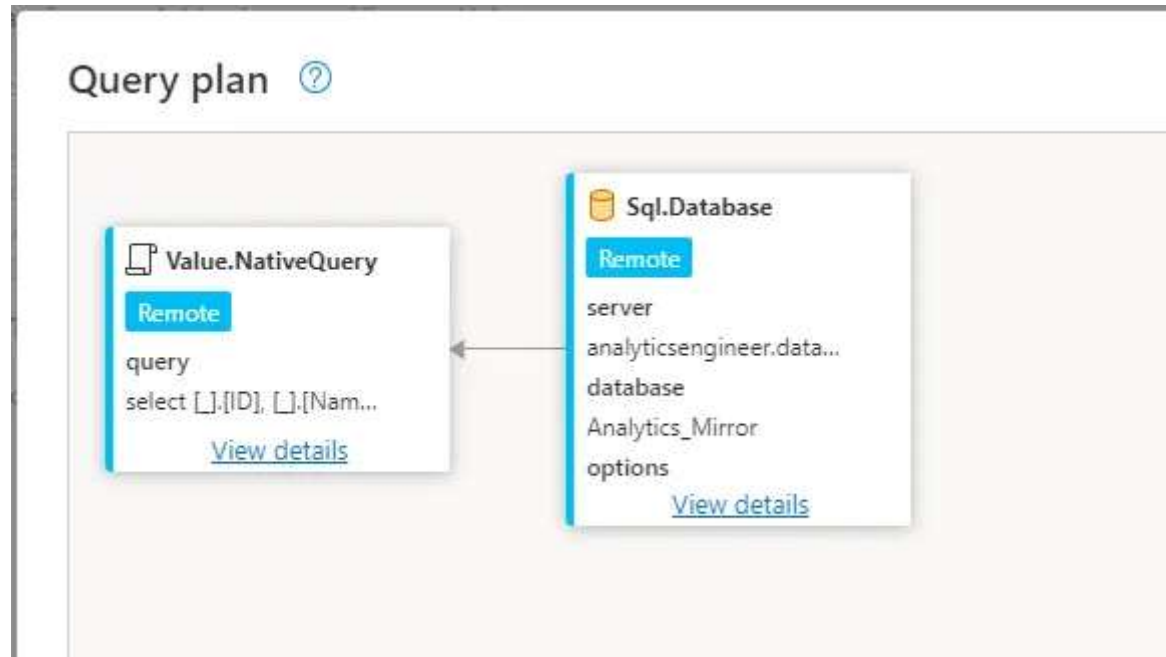 Query plan
Value.NativeQuery
Remote
query
select [_].[ID], [_].[Nam...
View details
Sql.Database
Remote
server
analyticsengineer.data...
database
Analytics_Mirror
options
View details